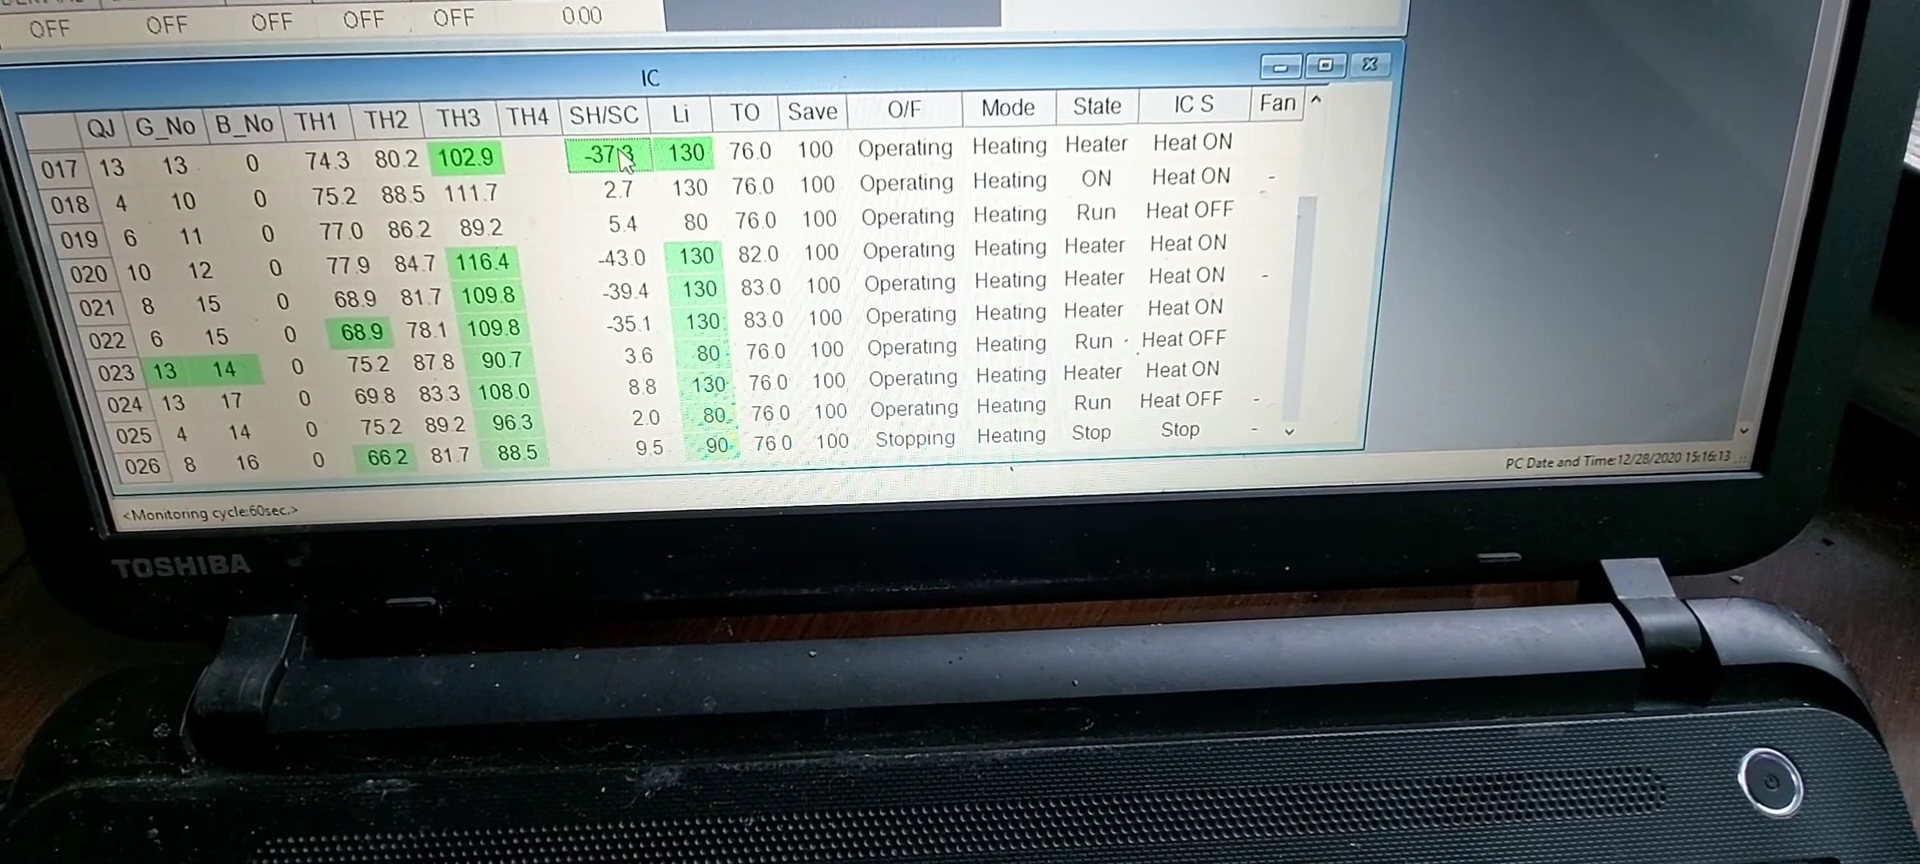 OFF OFF OFF OFF OFF 0.00
IC
QJ G_No B_No TH1 TH2 TH3 TH4 SH/SC Li TO Save O/F Mode State IC S Fan
017 13 13 0 74.3 80.2 102.9 -37.3 130 76.0 100 Operating Heating Heater Heat ON
018 4 10 0 75.2 88.5 111.7 2.7 130 76.0 100 Operating Heating ON Heat ON -
019 6 11 0 77.0 86.2 89.2 5.4 80 76.0 100 Operating Heating Run Heat OFF
020 10 12 0 77.9 84.7 116.4 -43.0 130 82.0 100 Operating Heating Heater Heat ON
021 8 15 0 68.9 81.7 109.8 -39.4 130 83.0 100 Operating Heating Heater Heat ON -
022 6 15 0 68.9 78.1 109.8 -35.1 130 83.0 100 Operating Heating Heater Heat ON
023 13 14 0 75.2 87.8 90.7 3.6 80 76.0 100 Operating Heating Run Heat OFF
024 13 17 0 69.8 83.3 108.0 8.8 130 76.0 100 Operating Heating Heater Heat ON
025 4 14 0 75.2 89.2 96.3 2.0 80 76.0 100 Operating Heating Run Heat OFF -
026 8 16 0 66.2 81.7 88.5 9.5 90 76.0 100 Stopping Heating Stop Stop -
PC Date and Time:12/28/2020 15:16:13
<Monitoring cycle:60sec.>
TOSHIBA